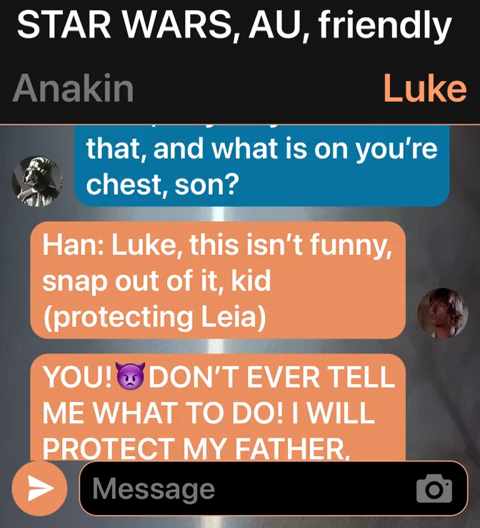 STAR WARS, AU, friendly
Anakin
Luke
that, and what is on you’re
chest, son?
Han: Luke, this isn’t funny,
snap out of it, kid
(protecting Leia)
YOU!😈DON’T EVER TELL
ME WHAT TO DO! I WILL
PROTECT MY FATHER,
Message